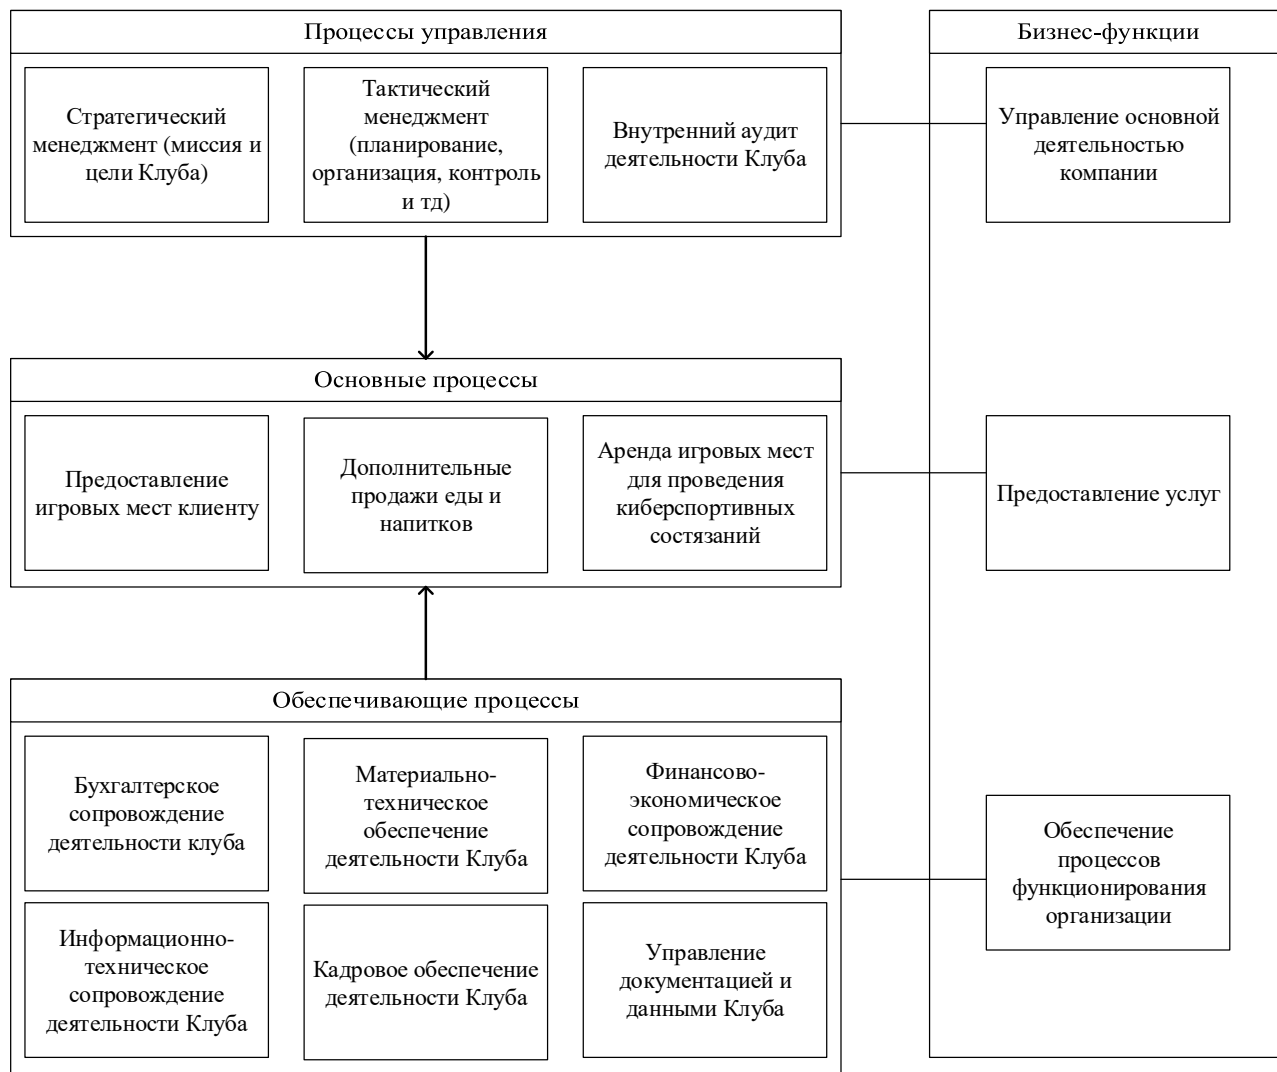 Процессы управления
Стратегический
менеджмент (миссия и
цели Клуба)
Тактический
менеджмент
(планирование,
организация, контроль
и тд)
Внутренний аудит
деятельности Клуба
Бизнес-функции
Управление основной
деятельностью
компании
Основные процессы
Предоставление
игровых мест клиенту
Дополнительные
продажи еды и
напитков
Аренда игровых мест
для проведения
киберспортивных
состязаний
Предоставление услуг
Обеспечивающие процессы
Бухгалтерское
сопровождение
деятельности клуба
Материально-
техническое
обеспечение
деятельности Клуба
Финансово-
экономическое
сопровождение
деятельности Клуба
Информационно-
техническое
сопровождение
деятельности Клуба
Кадровое обеспечение
деятельности Клуба
Управление
документацией и
данными Клуба
Обеспечение
процессов
функционирования
организации